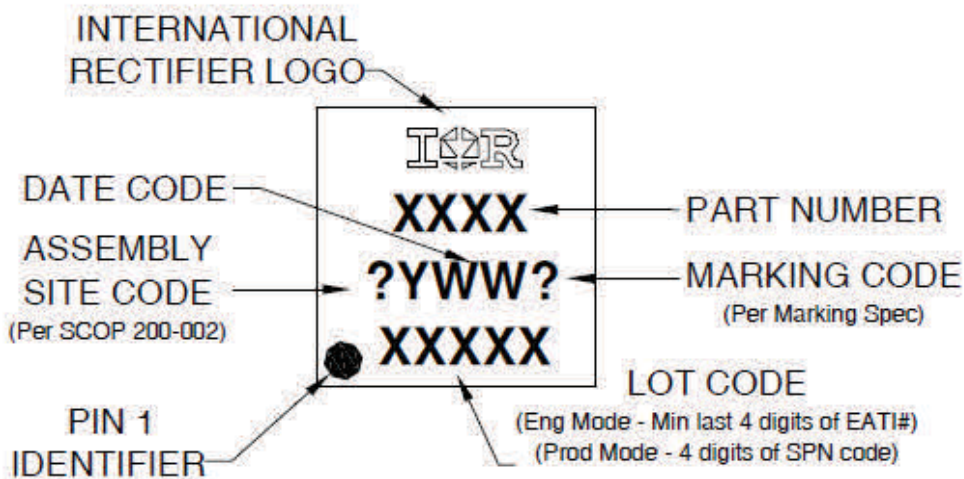 INTERNATIONAL
RECTIFIER LOGO
IR
DATE CODE
XXXX
PART NUMBER
ASSEMBLY
SITE CODE
(Per SCOP 200-002)
?YWW?
MARKING CODE
(Per Marking Spec)
XXXXX
PIN 1
IDENTIFIER
LOT CODE
(Eng Mode - Min last 4 digits of EATI#)
(Prod Mode - 4 digits of SPN code)